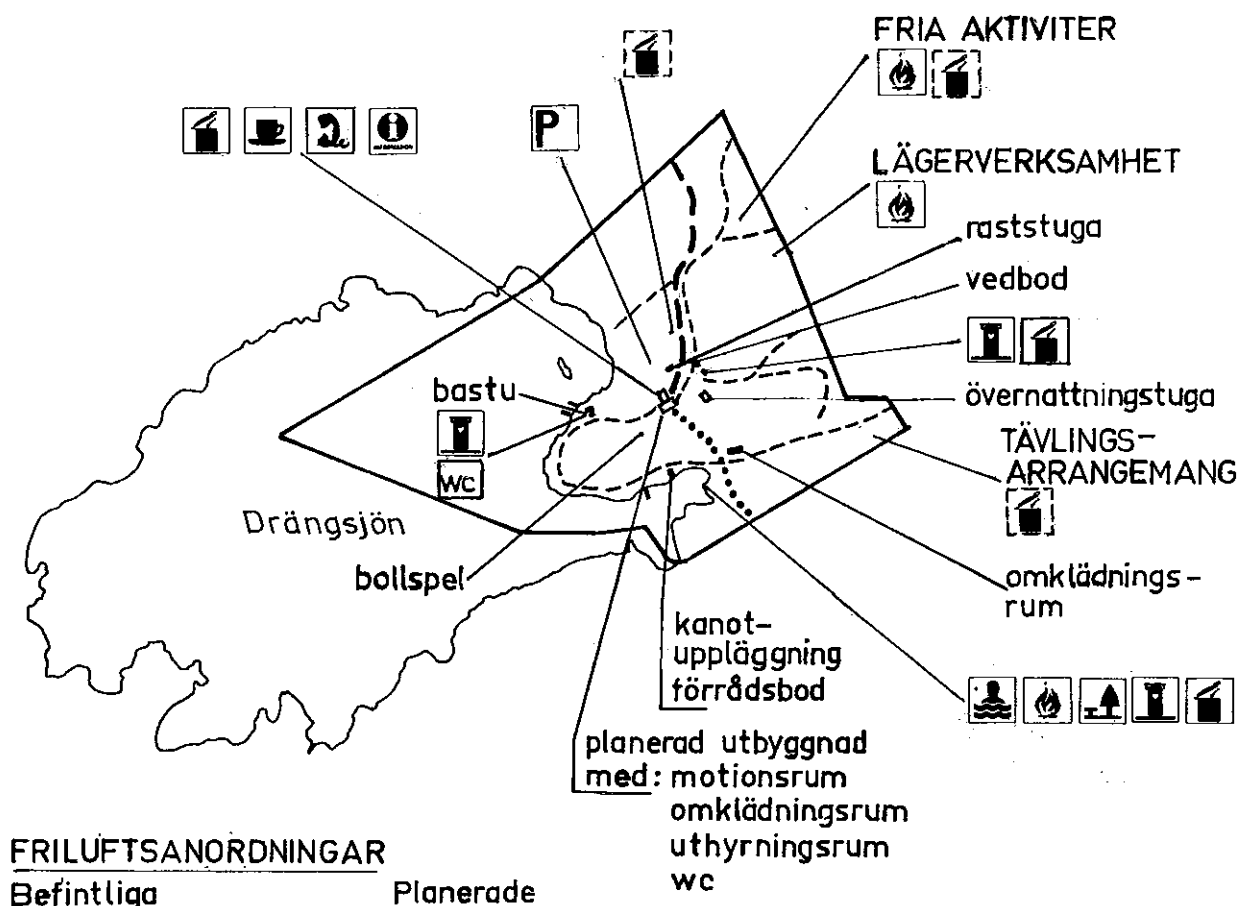 FRIA AKTIVITER
P
LÄGERVERKSAMHET
raststuga
vedbod
bastu
övernattningstuga
WC
TÄVLINGS-
ARRANGEMANG
Drängsjön
bollspel
omklädnings-
rum
kanot-
uppläggning
förrådsbod
planerad utbyggnad
med: motionsrum
omklädningsrum
uthyrningsrum
wc
FRILUFTSANORDNINGAR
Befintliga Planerade